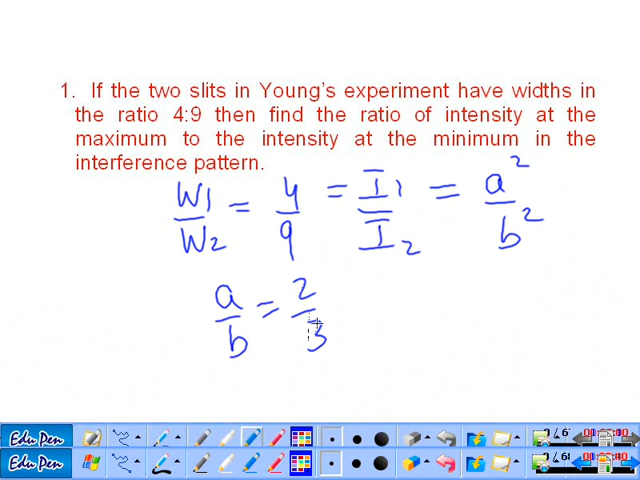 1. If the two slits in Young's experiment have widths in
the ratio 4:9 then find the ratio of intensity at the
maximum to the intensity at the minimum in the
interference pattern.
W1/W2 = 4/9 = I1/I2 = a²/b²
a/b = 2/3
Edu Pen
Edu Pen